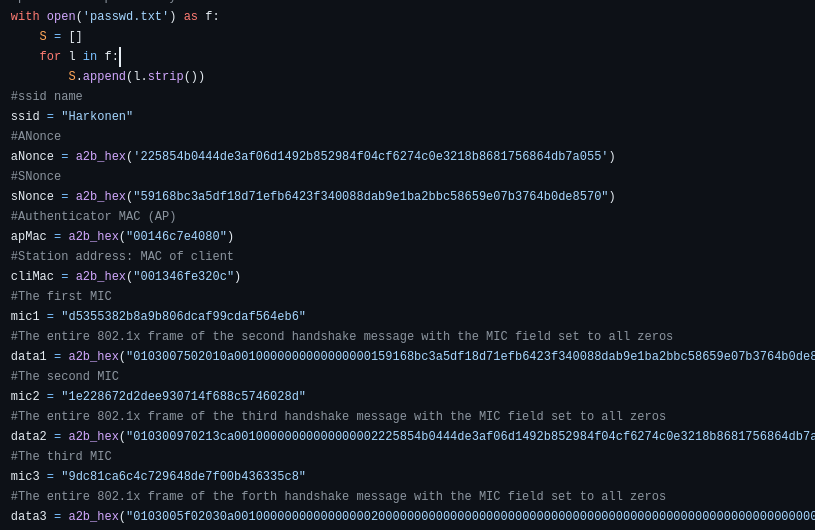 with open('passwd.txt') as f:
    S = []
    for l in f:
        S.append(l.strip())
#ssid name
ssid = "Harkonen"
#ANonce
aNonce = a2b_hex('225854b0444de3af06d1492b852984f04cf6274c0e3218b8681756864db7a055')
#SNonce
sNonce = a2b_hex("59168bc3a5df18d71efb6423f340088dab9e1ba2bbc58659e07b3764b0de8570")
#Authenticator MAC (AP)
apMac = a2b_hex("00146c7e4080")
#Station address: MAC of client
cliMac = a2b_hex("001346fe320c")
#The first MIC
mic1 = "d5355382b8a9b806dcaf99cdaf564eb6"
#The entire 802.1x frame of the second handshake message with the MIC field set to all zeros
data1 = a2b_hex("0103007502010a0010000000000000000000159168bc3a5df18d71efb6423f340088dab9e1ba2bbc58659e07b3764b0de8
#The second MIC
mic2 = "1e228672d2dee930714f688c5746028d"
#The entire 802.1x frame of the third handshake message with the MIC field set to all zeros
data2 = a2b_hex("010300970213ca00100000000000000002225854b0444de3af06d1492b852984f04cf6274c0e3218b8681756864db7a
#The third MIC
mic3 = "9dc81ca6c4c729648de7f00b436335c8"
#The entire 802.1x frame of the forth handshake message with the MIC field set to all zeros
data3 = a2b_hex("0103005f02030a0010000000000000000200000000000000000000000000000000000000000000000000000000000000